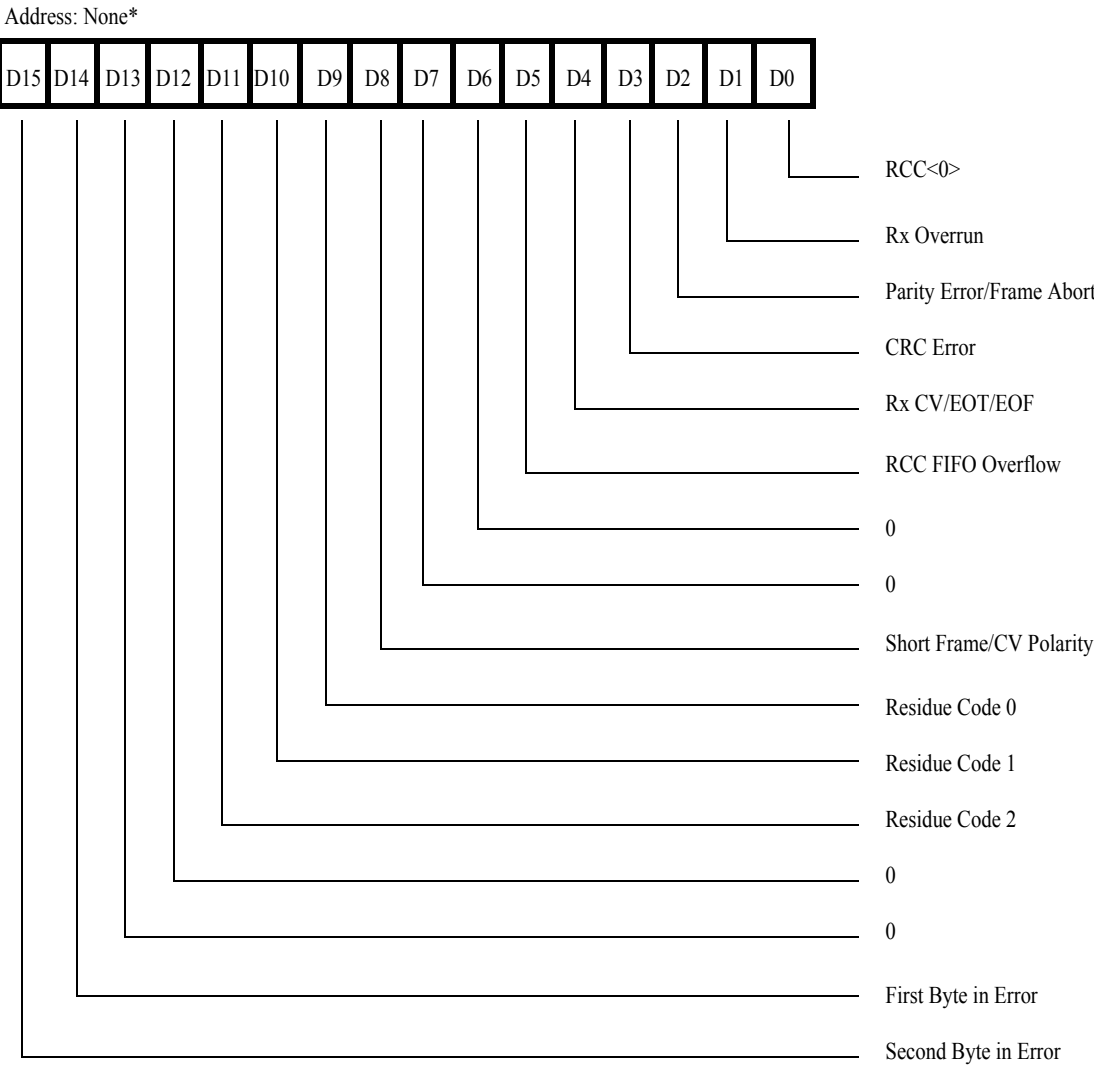 Address: None*
D15 D14 D13 D12 D11 D10 D9 D8 D7 D6 D5 D4 D3 D2 D1 D0
RCC<0>
Rx Overrun
Parity Error/Frame Abort
CRC Error
Rx CV/EOT/EOF
RCC FIFO Overflow
0
0
Short Frame/CV Polarity
Residue Code 0
Residue Code 1
Residue Code 2
0
0
First Byte in Error
Second Byte in Error